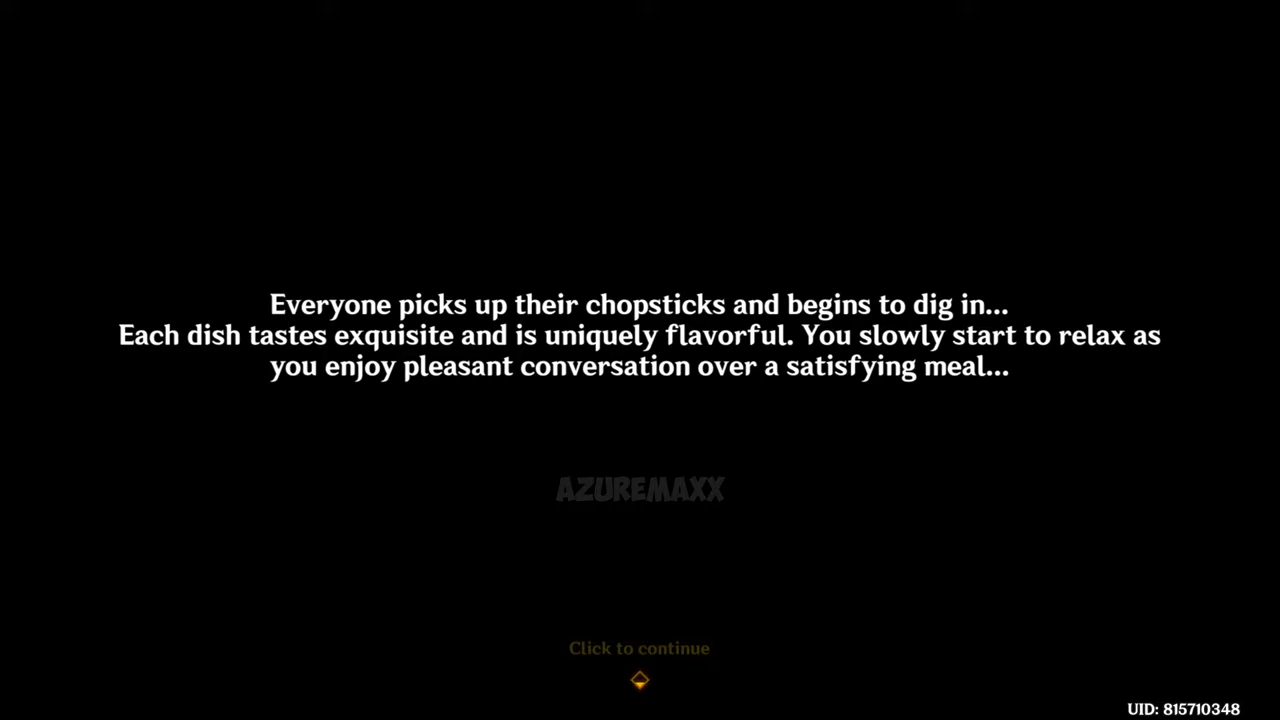 Everyone picks up their chopsticks and begins to dig in...
Each dish tastes exquisite and is uniquely flavorful. You slowly start to relax as
you enjoy pleasant conversation over a satisfying meal...
AZUREMAXX
Click to continue
UID: 815710348